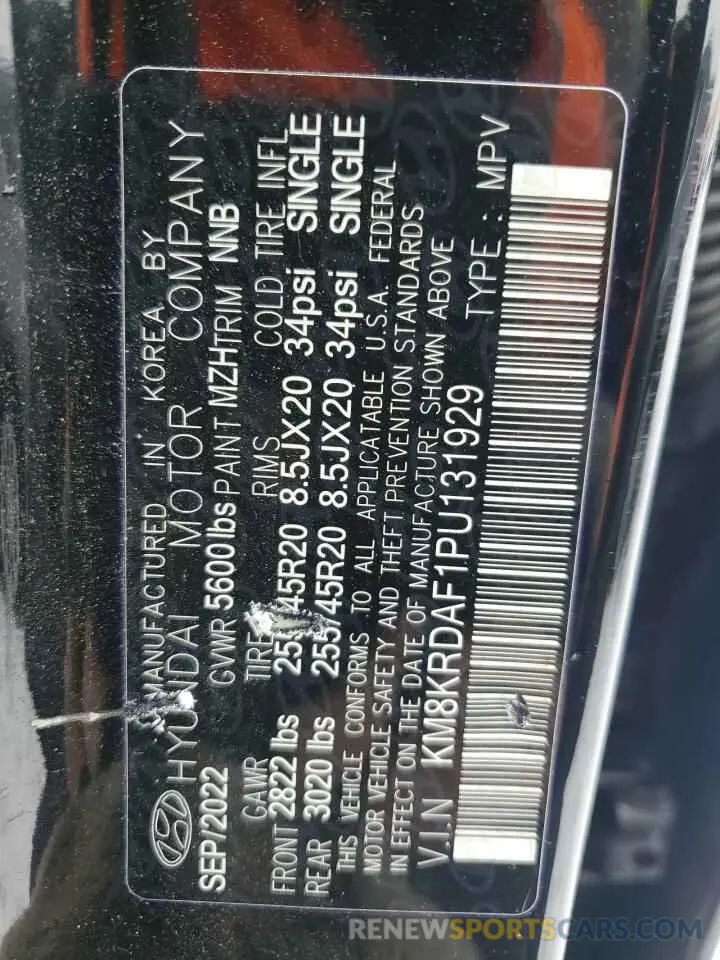 MANUFACTURED IN KOREA BY
HYUNDAI MOTOR COMPANY
SEP/2022 GVWR 5600lbs PAINT MZH TRIM NNB
GAWR TIRE RIMS COLD TIRE INFL
FRONT 2822 lbs 255/45R20 8.5JX20 34psi SINGLE
REAR 3020 lbs 255/45R20 8.5JX20 34psi SINGLE
THIS VEHICLE CONFORMS TO ALL APPLICATABLE U.S.A. FEDERAL
MOTOR VEHICLE SAFETY AND THEFT PREVENTION STANDARDS
IN EFFECT ON THE DATE OF MANUFACTURE SHOWN ABOVE
V.I.N KM8KRDAF1PU131929 TYPE : MPV
RENEWSPORTSCARS.COM